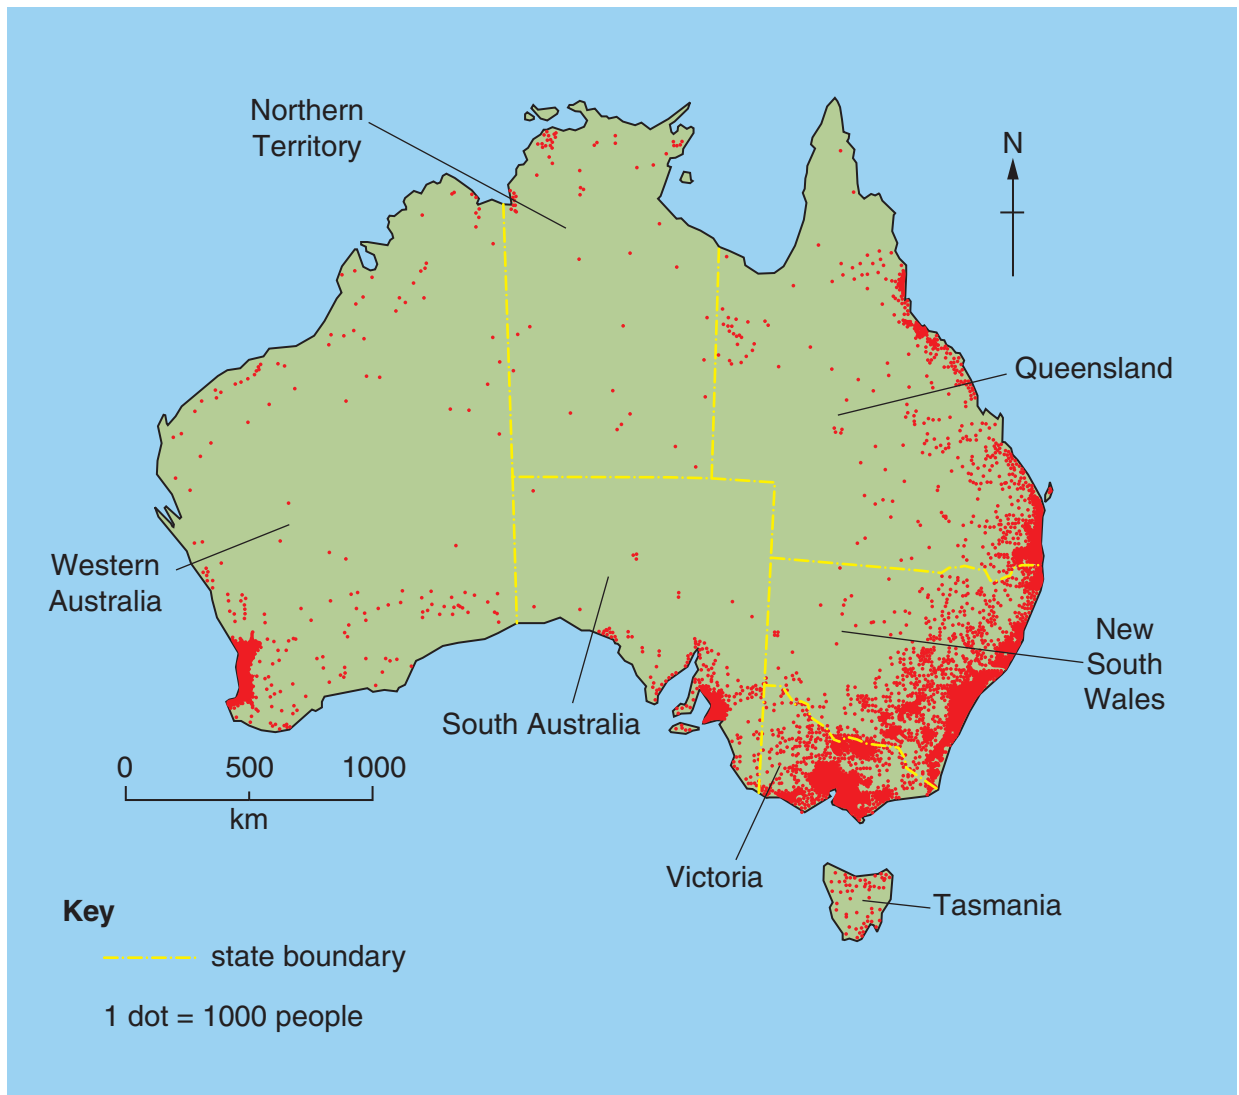 Northern
Territory
N
Queensland
Western
Australia
New
South
Wales
South Australia
0 500 1000
km
Victoria
Tasmania
Key
state boundary
1 dot = 1000 people